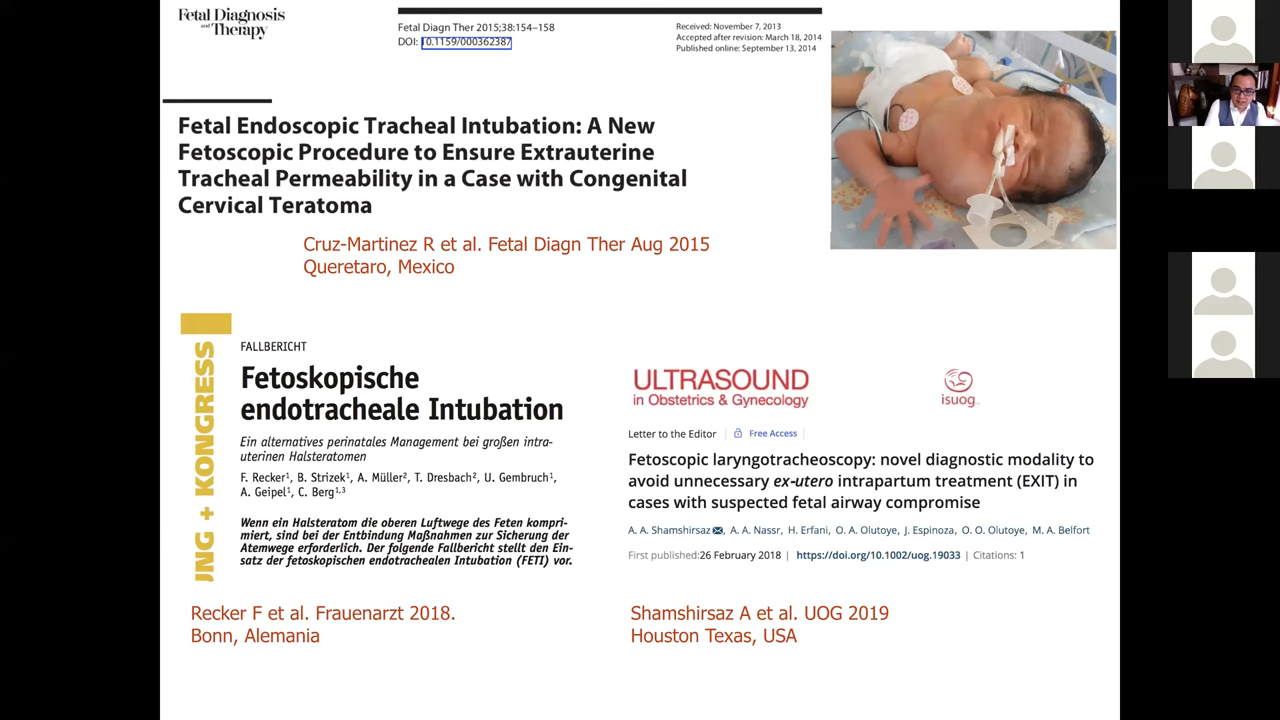 Fetal Diagnosis
and Therapy
Fetal Diagn Ther 2015;38:154–158
DOI: 10.1159/000362387
Received: November 7, 2013
Accepted after revision: March 18, 2014
Published online: September 13, 2014
Fetal Endoscopic Tracheal Intubation: A New
Fetoscopic Procedure to Ensure Extrauterine
Tracheal Permeability in a Case with Congenital
Cervical Teratoma
Cruz-Martinez R et al. Fetal Diagn Ther Aug 2015
Queretaro, Mexico
UNG + KONGRESS
FALLBERICHT
Fetoskopische
endotracheale Intubation
Ein alternatives perinatales Management bei großen intra-
uterinen Halsteratomen
F. Recker¹, B. Strizek¹, A. Müller², T. Dresbach², U. Gembruch¹,
A. Geipel¹, C. Berg¹,³
Wenn ein Halsteratom die oberen Luftwege des Feten kompri-
miert, sind bei der Entbindung Maßnahmen zur Sicherung der
Atemwege erforderlich. Der folgende Fallbericht stellt den Ein-
satz der fetoskopischen endotrachealen Intubation (FETI) vor.
Recker F et al. Frauenarzt 2018.
Bonn, Alemania
ULTRASOUND
in Obstetrics & Gynecology
isuog
Letter to the Editor
Free Access
Fetoscopic laryngotracheoscopy: novel diagnostic modality to
avoid unnecessary ex-utero intrapartum treatment (EXIT) in
cases with suspected fetal airway compromise
A. A. Shamshirsaz, A. A. Nassr, H. Erfani, O. A. Olutoye, J. Espinoza, O. O. Olutoye, M. A. Belfort
First published:26 February 2018 | https://doi.org/10.1002/uog.19033 | Citations: 1
Shamshirsaz A et al. UOG 2019
Houston Texas, USA